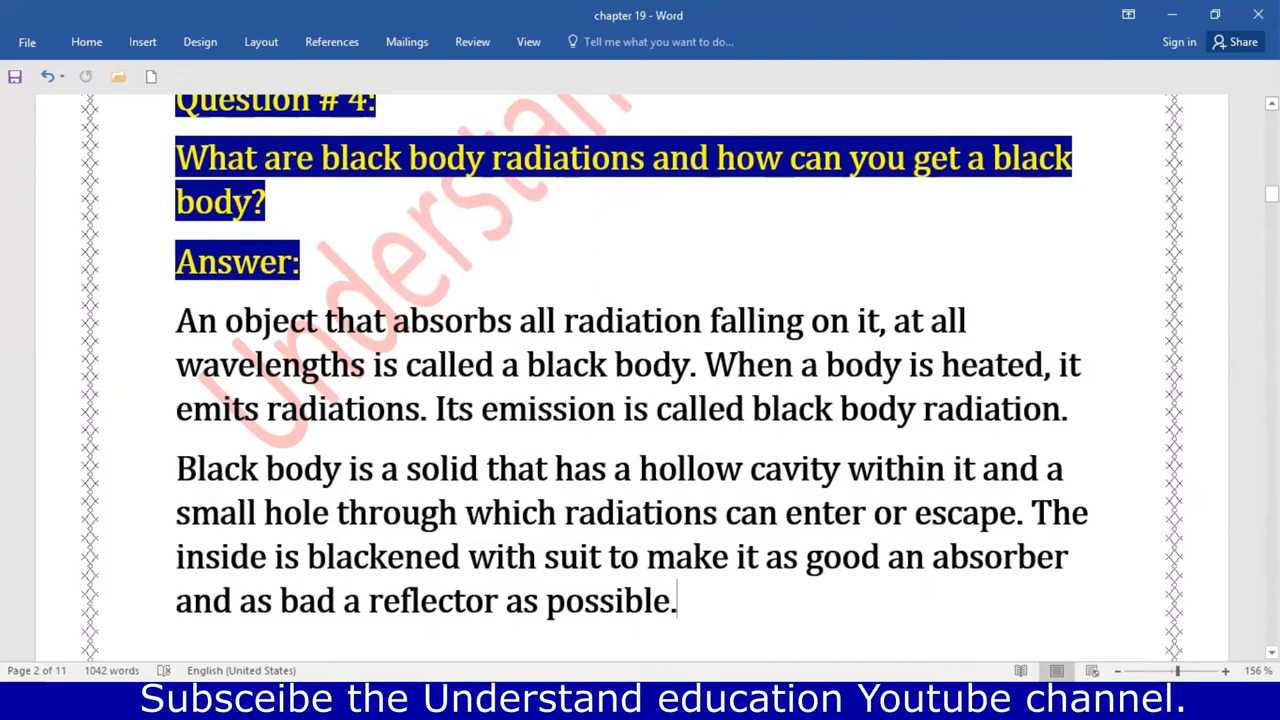 chapter 19 - Word
File Home Insert Design Layout References Mailings Review View Tell me what you want to do... Sign in Share
Question # 4:
What are black body radiations and how can you get a black
body?
Answer:
An object that absorbs all radiation falling on it, at all
wavelengths is called a black body. When a body is heated, it
emits radiations. Its emission is called black body radiation.
Black body is a solid that has a hollow cavity within it and a
small hole through which radiations can enter or escape. The
inside is blackened with suit to make it as good an absorber
and as bad a reflector as possible.
Understan
Page 2 of 11 1042 words English (United States) 156 %
Subsceibe the Understand education Youtube channel.